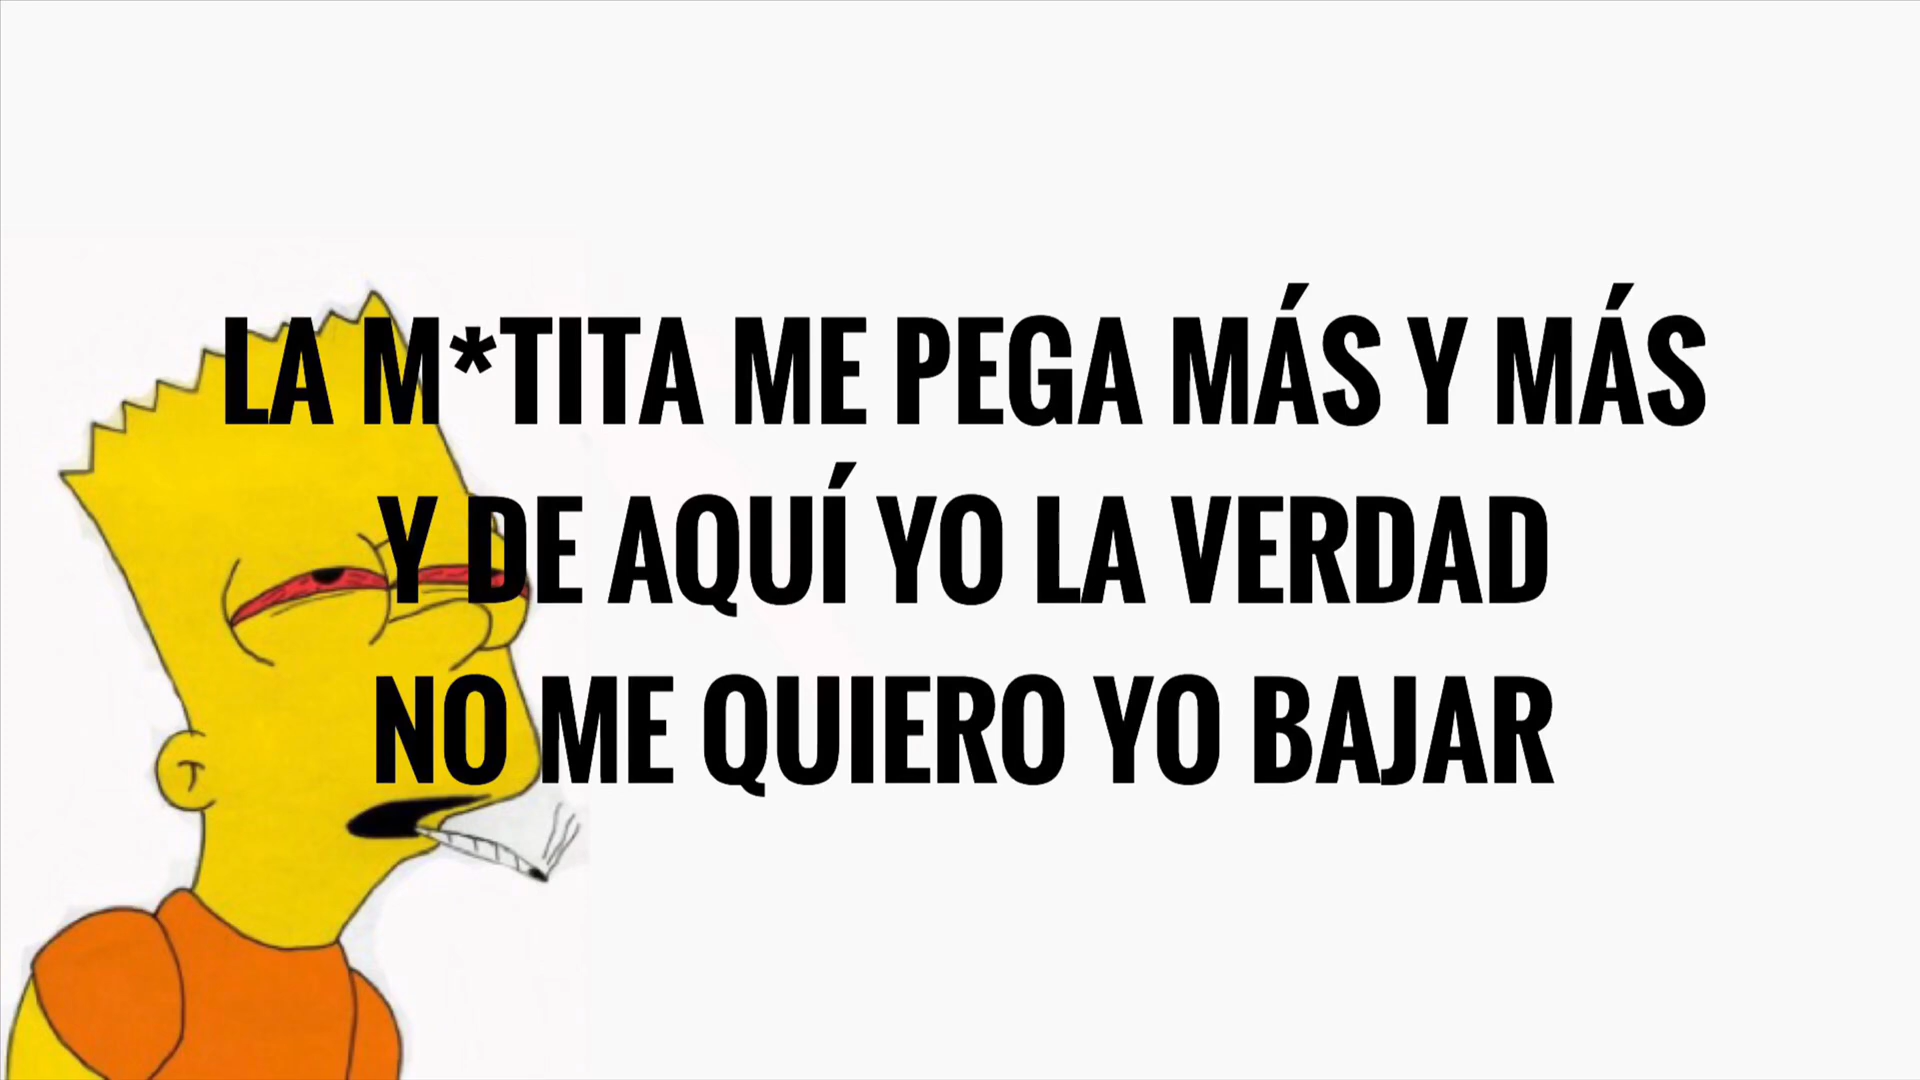 LA M*TITA ME PEGA MÁS Y MÁS
Y DE AQUÍ YO LA VERDAD
NO ME QUIERO YO BAJAR